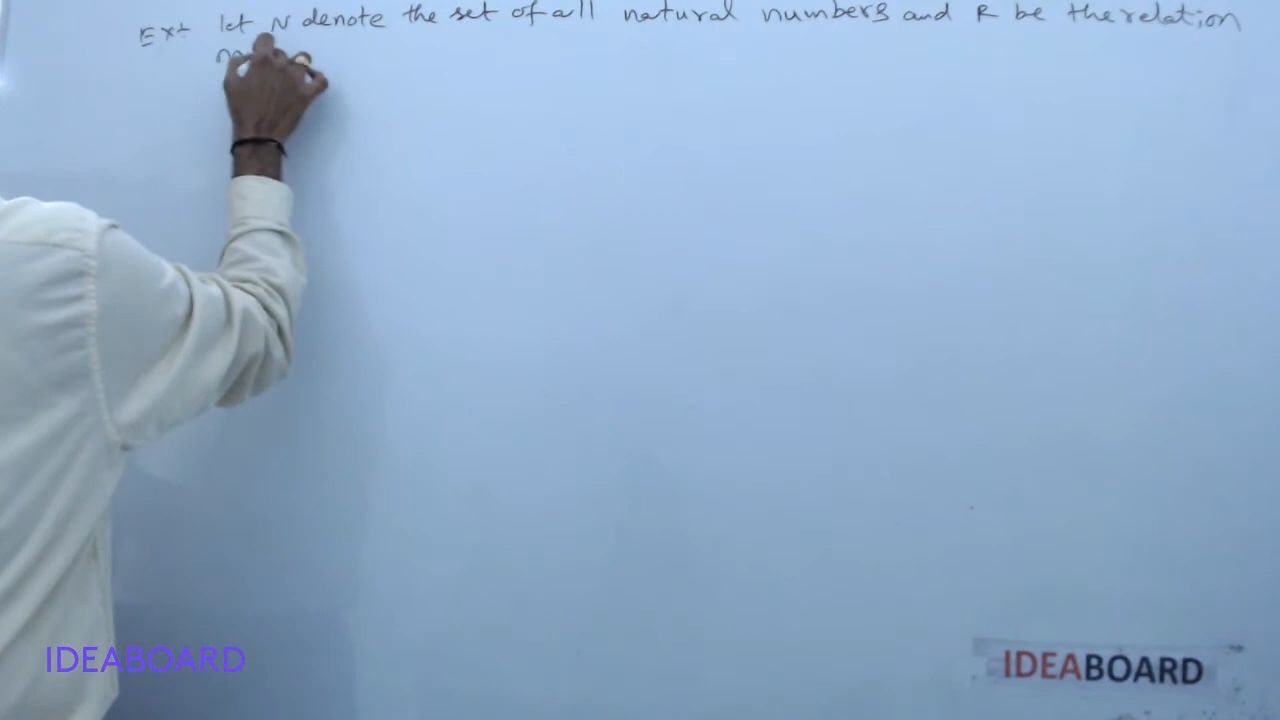 Ex:- let N denote the set of all natural numbers and R be the relation
IDEABOARD
IDEABOARD